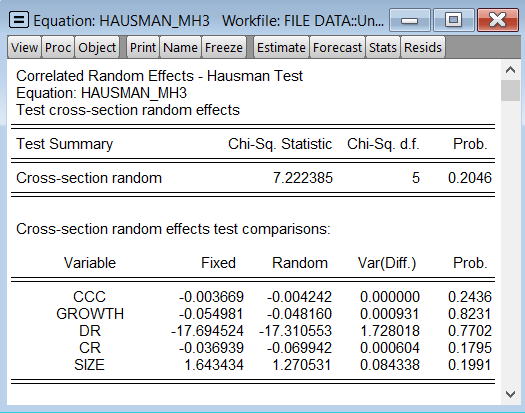 Equation: HAUSMAN_MH3 Workfile: FILE DATA::Un...
View Proc Object Print Name Freeze Estimate Forecast Stats Resids
Correlated Random Effects - Hausman Test
Equation: HAUSMAN_MH3
Test cross-section random effects
Test Summary Chi-Sq. Statistic Chi-Sq. d.f. Prob.
Cross-section random 7.222385 5 0.2046
Cross-section random effects test comparisons:
Variable Fixed Random Var(Diff.) Prob.
CCC -0.003669 -0.004242 0.000000 0.2436
GROWTH -0.054981 -0.048160 0.000931 0.8231
DR -17.694524 -17.310553 1.728018 0.7702
CR -0.036939 -0.069942 0.000604 0.1795
SIZE 1.643434 1.270531 0.084338 0.1991